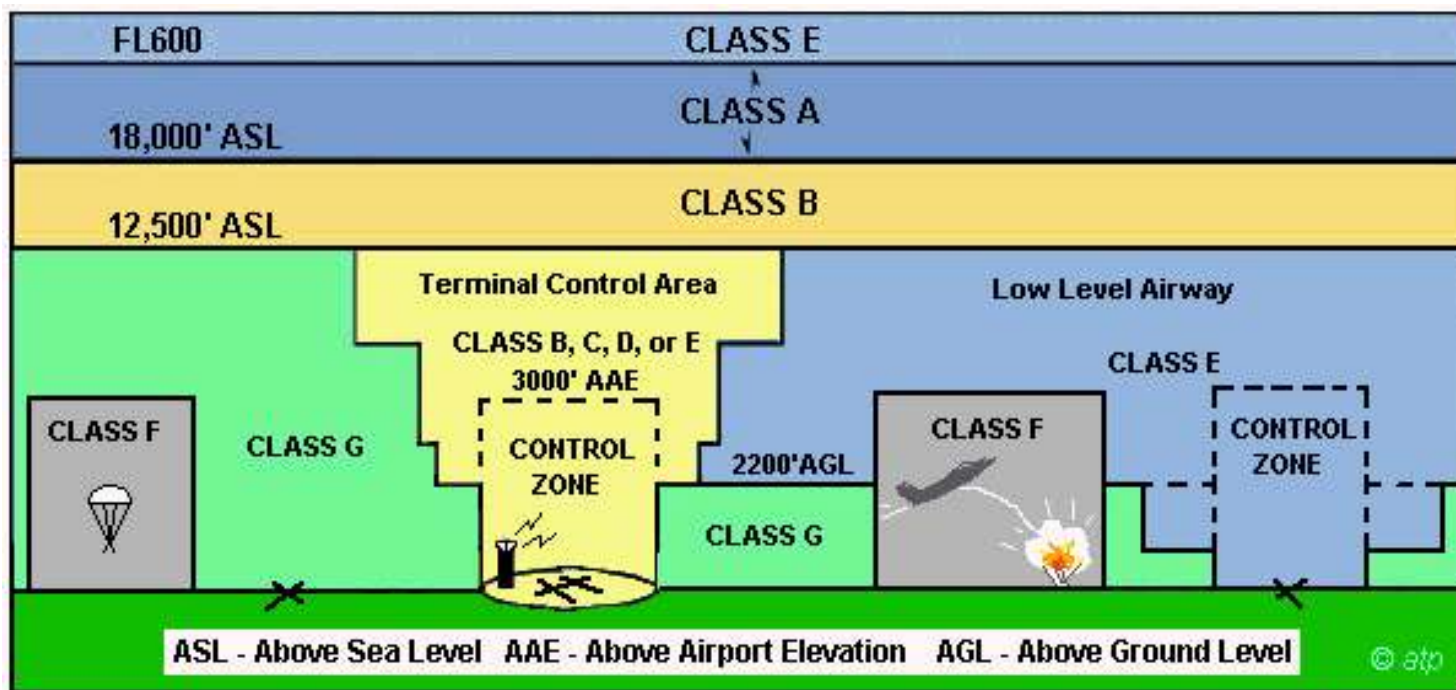 FL600
CLASS E
CLASS A
18,000' ASL
CLASS B
12,500' ASL
Terminal Control Area
Low Level Airway
CLASS B, C, D, or E
3000' AAE
CLASS E
CLASS F
CLASS G
CONTROL
ZONE
2200'AGL
CLASS F
CONTROL
ZONE
CLASS G
ASL - Above Sea Level AAE - Above Airport Elevation AGL - Above Ground Level
© atp